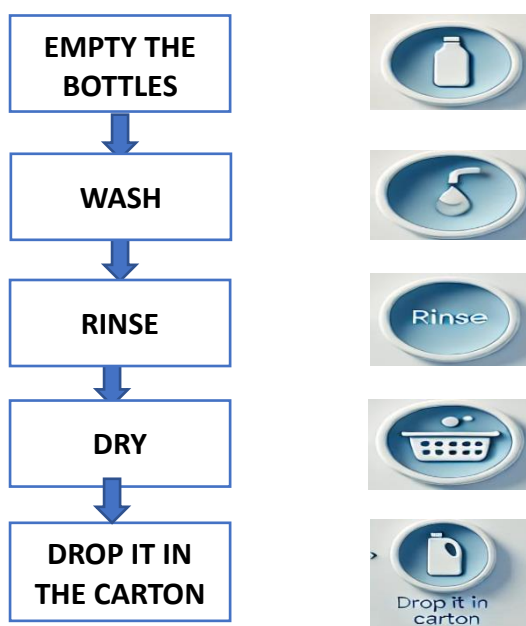 EMPTY THE
BOTTLES
WASH
RINSE
Rinse
DRY
DROP IT IN
THE CARTON
Drop it in
carton